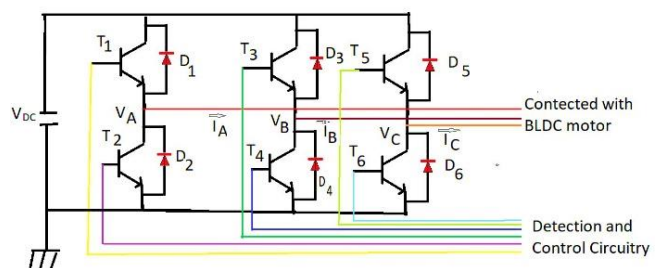 T1
D1
T3
D3
T5
D5
VDC
VA
IA
VB
IB
VC
IC
Contected with
BLDC motor
T2
D2
T4
D4
T6
D6
Detection and
Control Circuitry